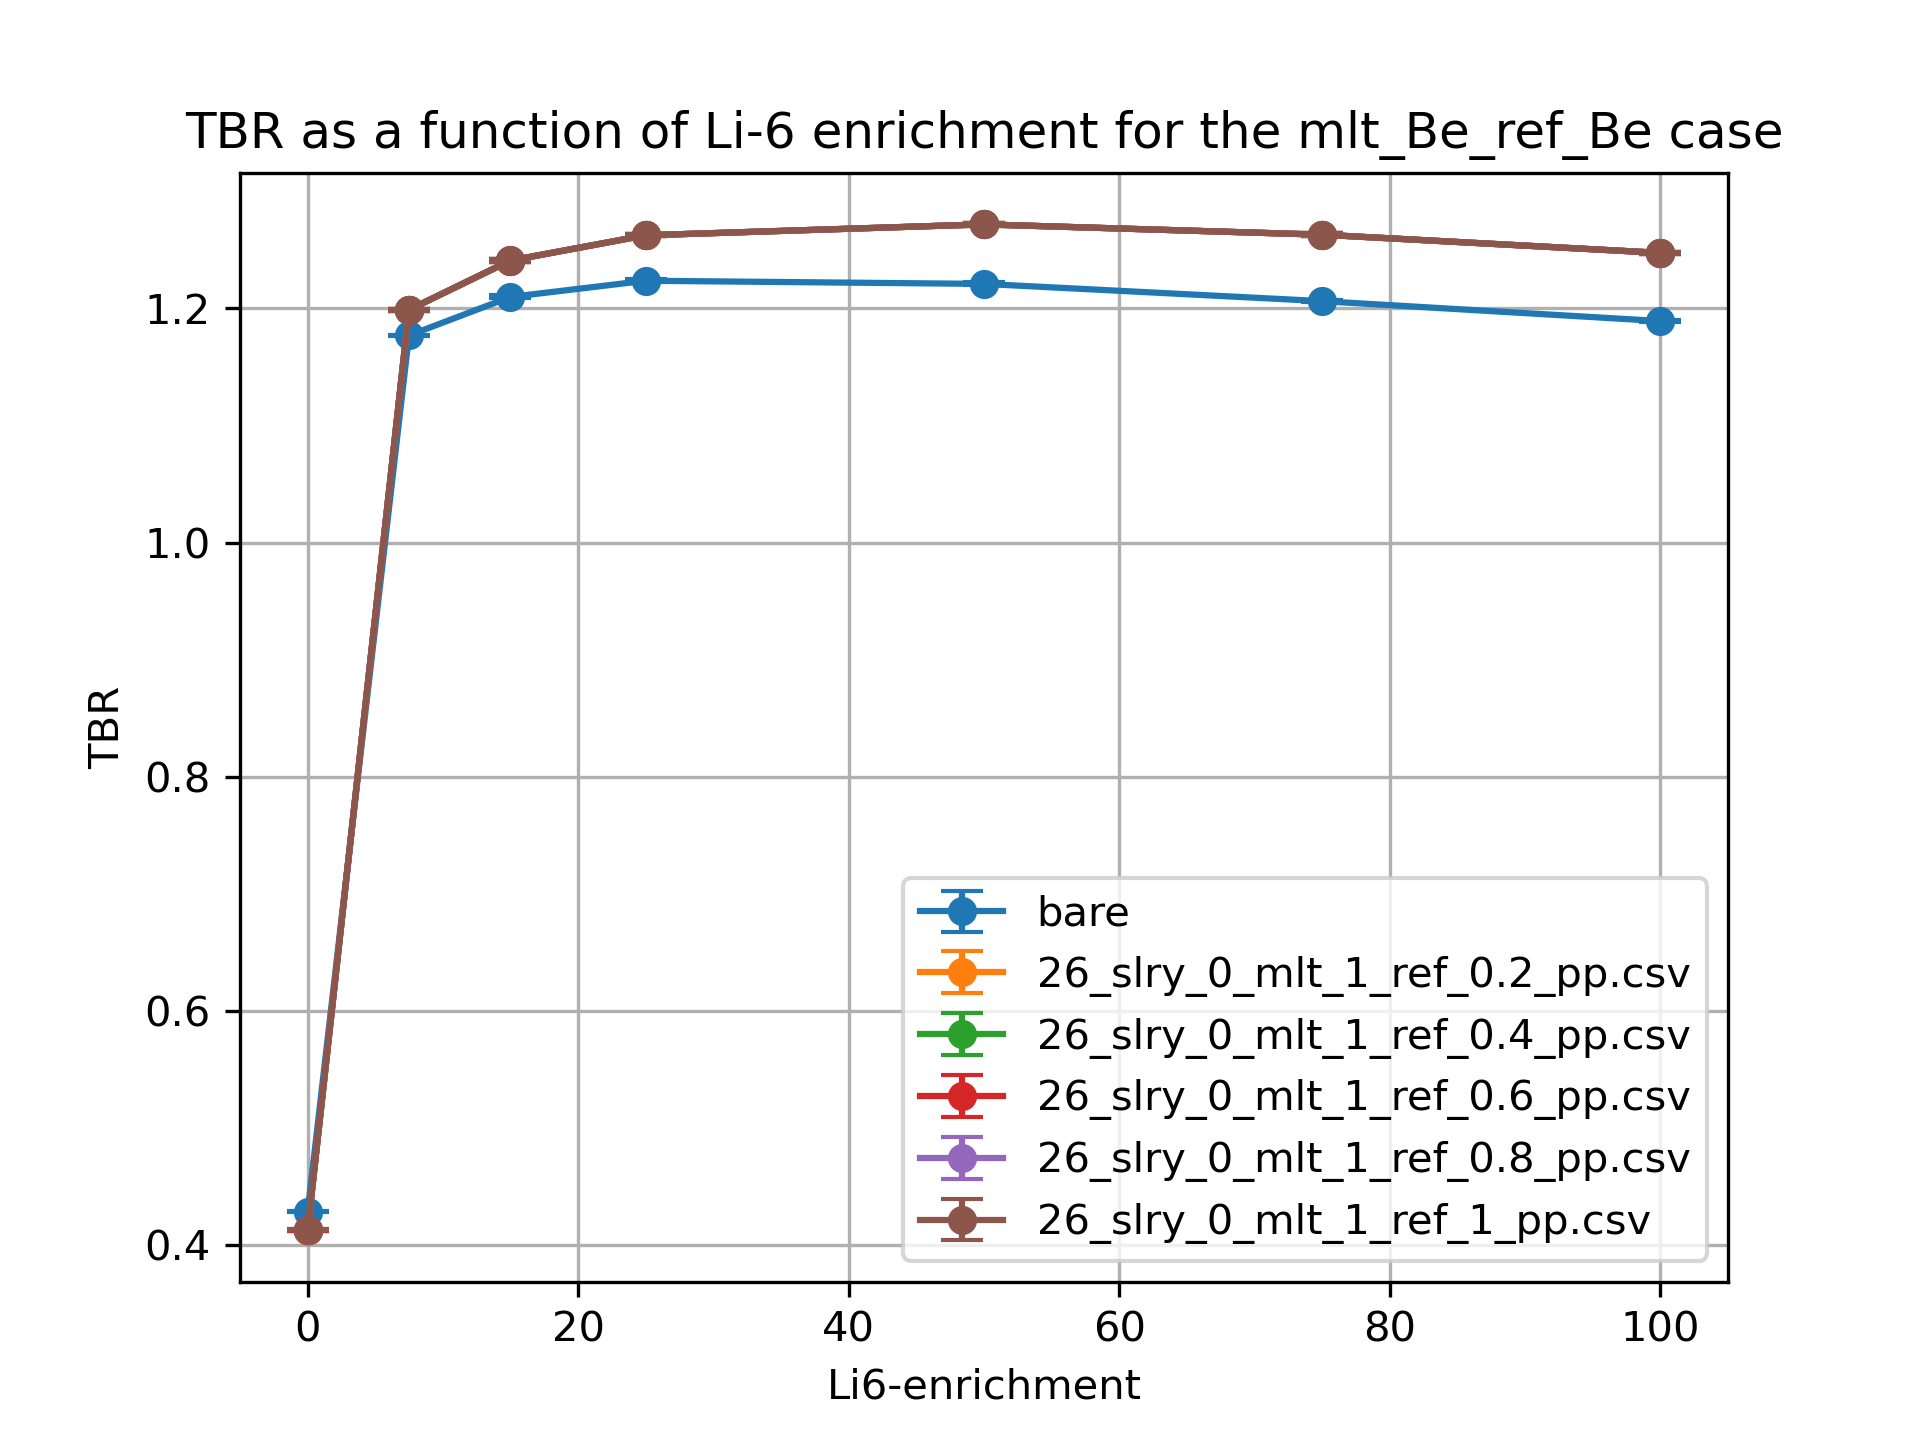 TBR as a function of Li-6 enrichment for the mlt_Be_ref_Be case
1.2
1.0
0.8
0.6
0.4
TBR
bare
26_slry_0_mlt_1_ref_0.2_pp.csv
26_slry_0_mlt_1_ref_0.4_pp.csv
26_slry_0_mlt_1_ref_0.6_pp.csv
26_slry_0_mlt_1_ref_0.8_pp.csv
26_slry_0_mlt_1_ref_1_pp.csv
0 20 40 60 80 100
Li6-enrichment